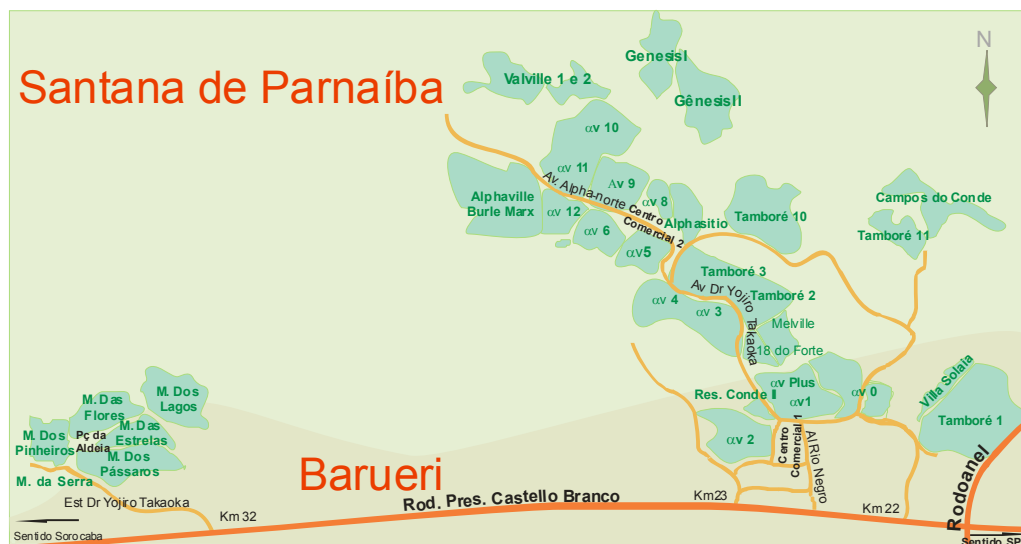 N
Genesis I
Valville 1 e 2
Santana de Parnaíba
Gênesis II
αv 10
αv 11
Av 9
Av. Alpha-norte
αv 8
Alphaville
Burle Marx
αv 12
Centro
Comercial 2
Alphasitio
Tamboré 10
Campos do Conde
Tamboré 11
αv 6
αv5
Tamboré 3
Av Dr Yojiro Takaoka
Tamboré 2
αv 4
αv 3
Melville
18 do Forte
αv Plus
Res. Conde II
αv1
αv 0
Villa Solaia
Tamboré 1
αv 2
Centro
Comercial 1
Al Rio Negro
M. Dos
Lagos
M. Das
Flores
M. Das
Estrelas
M. Dos
Pinheiros
Pç da
Aldeia
M. Dos
Pássaros
M. da Serra
Est Dr Yojiro Takaoka
Barueri
Rod. Pres. Castello Branco
Km 32
Km23
Km 22
Rodoanel
Sentido Sorocaba
Sentido SP